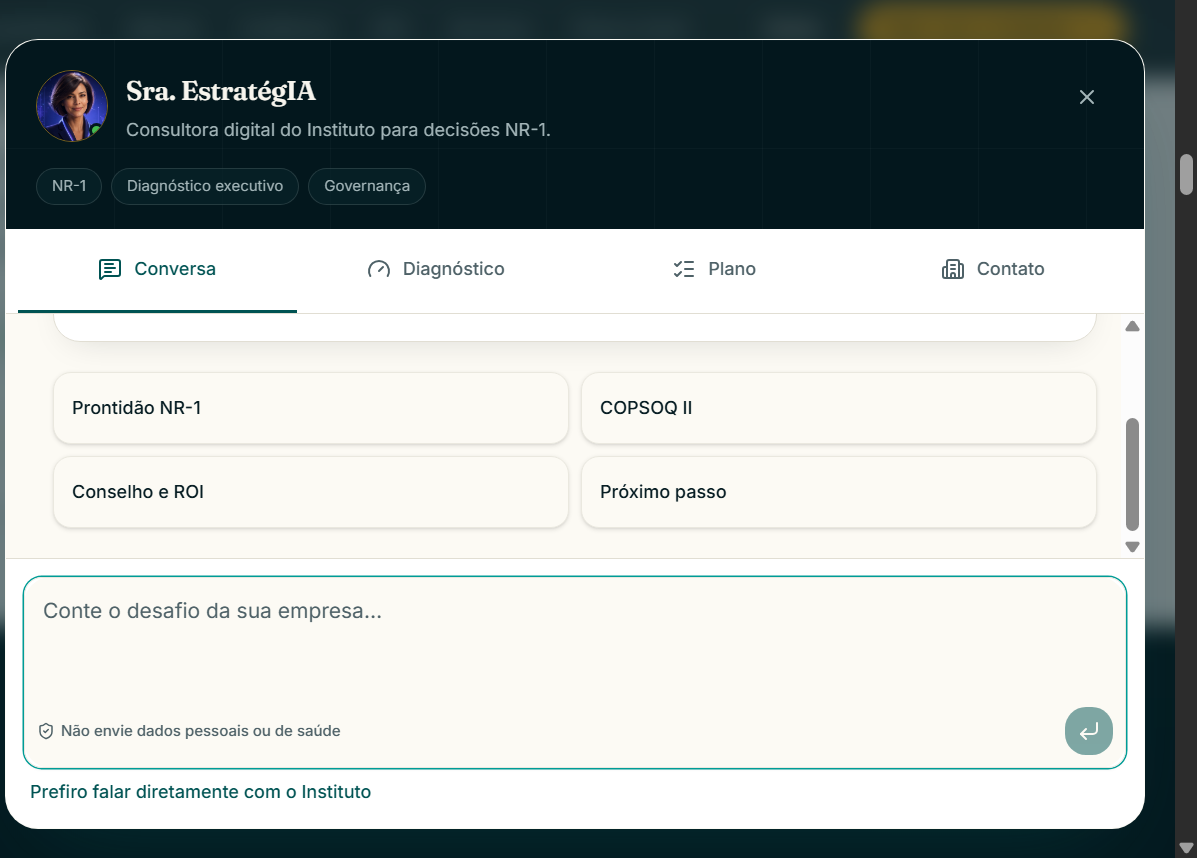 Sra. EstratégIA
Consultora digital do Instituto para decisões NR-1.
NR-1
Diagnóstico executivo
Governança
Conversa
Diagnóstico
Plano
Contato
Prontidão NR-1
COPSOQ II
Conselho e ROI
Próximo passo
Conte o desafio da sua empresa...
Não envie dados pessoais ou de saúde
Prefiro falar diretamente com o Instituto